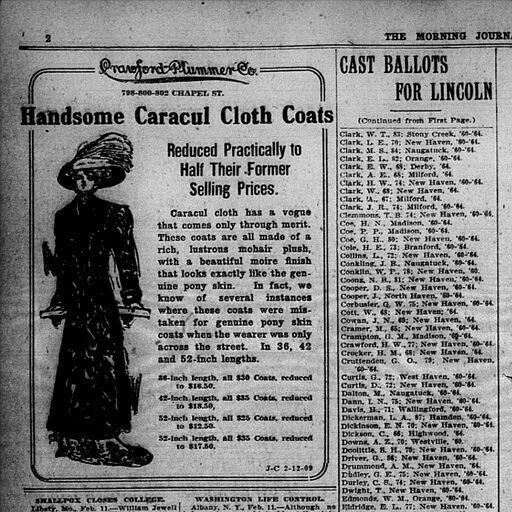 2
THE MORNING JOURNA
Crawford-Plummer Co.
798-800-802 CHAPEL ST.
Handsome Caracul Cloth Coats
Reduced Practically to
Half Their Former
Selling Prices.
Caracul cloth has a vogue
that comes only through merit.
These coats are all made of a
rich, lustrous mohair plush,
with a beautiful moire finish
that looks exactly like the gen-
uine pony skin. In fact, we
know of several instances
where these coats were mis-
taken for genuine pony skin
coats when the wearer was only
across the street. In 36, 42
and 52-inch lengths.
36-inch length, all $30 Coats, reduced
to $16.50.
42-inch length, all $35 Coats, reduced
to $18.50,
52-inch length, all $25 Coats, reduced
to $12.50.
52-inch length, all $35 Coats, reduced
to $17.50.
J-C 2-12-09
SMALLPOX CLOSES COLLEGE.
Liberty, Mo., Feb. 11.—William Jewell
WASHINGTON LIFE CONTROL.
Albany, N. Y., Feb. 11.—Although no
CAST BALLOTS
FOR LINCOLN
(Continued from First Page.)
Clark, W. T., 83; Stony Creek, '60-'64.
Clark, L. E., 70; New Haven, '60-'64.
Clark, M. S., 84; Naugatuck, '60-'64.
Clark, E. L., 82; Orange, '60-'64.
Clark, E. W., 68; Derby, '64.
Clark, A. E., 68; Milford, '64.
Clark, H. W., 74; New Haven, '60-'64.
Clark, W., 68; New Haven, '64.
Clark, A., 67; Milford, '64.
Clark, J. R., 74; Milford, '60-'64.
Clemmons, T. B. 74; New Haven, '60-'64.
Coe, H. N., Madison, '60-'64.
Coe, P. P., Madison, '60-'64.
Coe, G. H., 80; New Haven, '60-'64.
Cole, H. E., 73; Branford, '60-'64.
Collins, L., 72; New Haven, '60-'64.
Conkling, J. B., Naugatuck, '60-'64.
Conklin, W. P., 78; New Haven, '60.
Coons, N. B., 81; New Haven, '60-'64.
Cooper, D. S., New Haven, '60-'64.
Cooper, J., North Haven, '60-'64.
Corbusier, G. W. 75; New Haven, '60-'64.
Cott, W., 68; New Haven; '64.
Cowan, J. N., 69; New Haven, '64.
Cramer, M., 65; New Haven, '60-'64.
Crampton, G. M., Madison, '60-'64.
Crawford, H. W., 77; New Haven, '60-'64.
Crocker, H. M., 68; New Haven, '64.
Cruttenden, G. O., 79; New Haven,
'60-'64.
Curtis, G., 72; West Haven, '60-'64.
Curtis, D., 72; New Haven, '60-'64.
Dalton, M., Naugatuck, '60-'64.
Dann, I. N., 75; New Haven, '60-'64.
Davis, H., 71; Wallingford, '60-'64.
Dickerman, L. A., 87; Hamden, '60-'64.
Dickinson, E. N. 70; New Haven, '60-'64.
Dickson, C., 66; Highwood, '64.
Downs, A. Z., 70; Westville, '60.
Doolittle, S. H., 70; New Haven, '60-'64.
Driver, G., 86; New Haven, '60-'64.
Drummond, A. M., New Haven, '64.
Dudley, G. E., 75; New Haven, '60-'64.
Durley, C. S., 74; New Haven, '60-'64.
Dwight, T., New Haven, '60-'64.
Edmonds, W. M., Orange, '60-'64.
Eldridge, E. L., 77; New Haven, '60-'64.